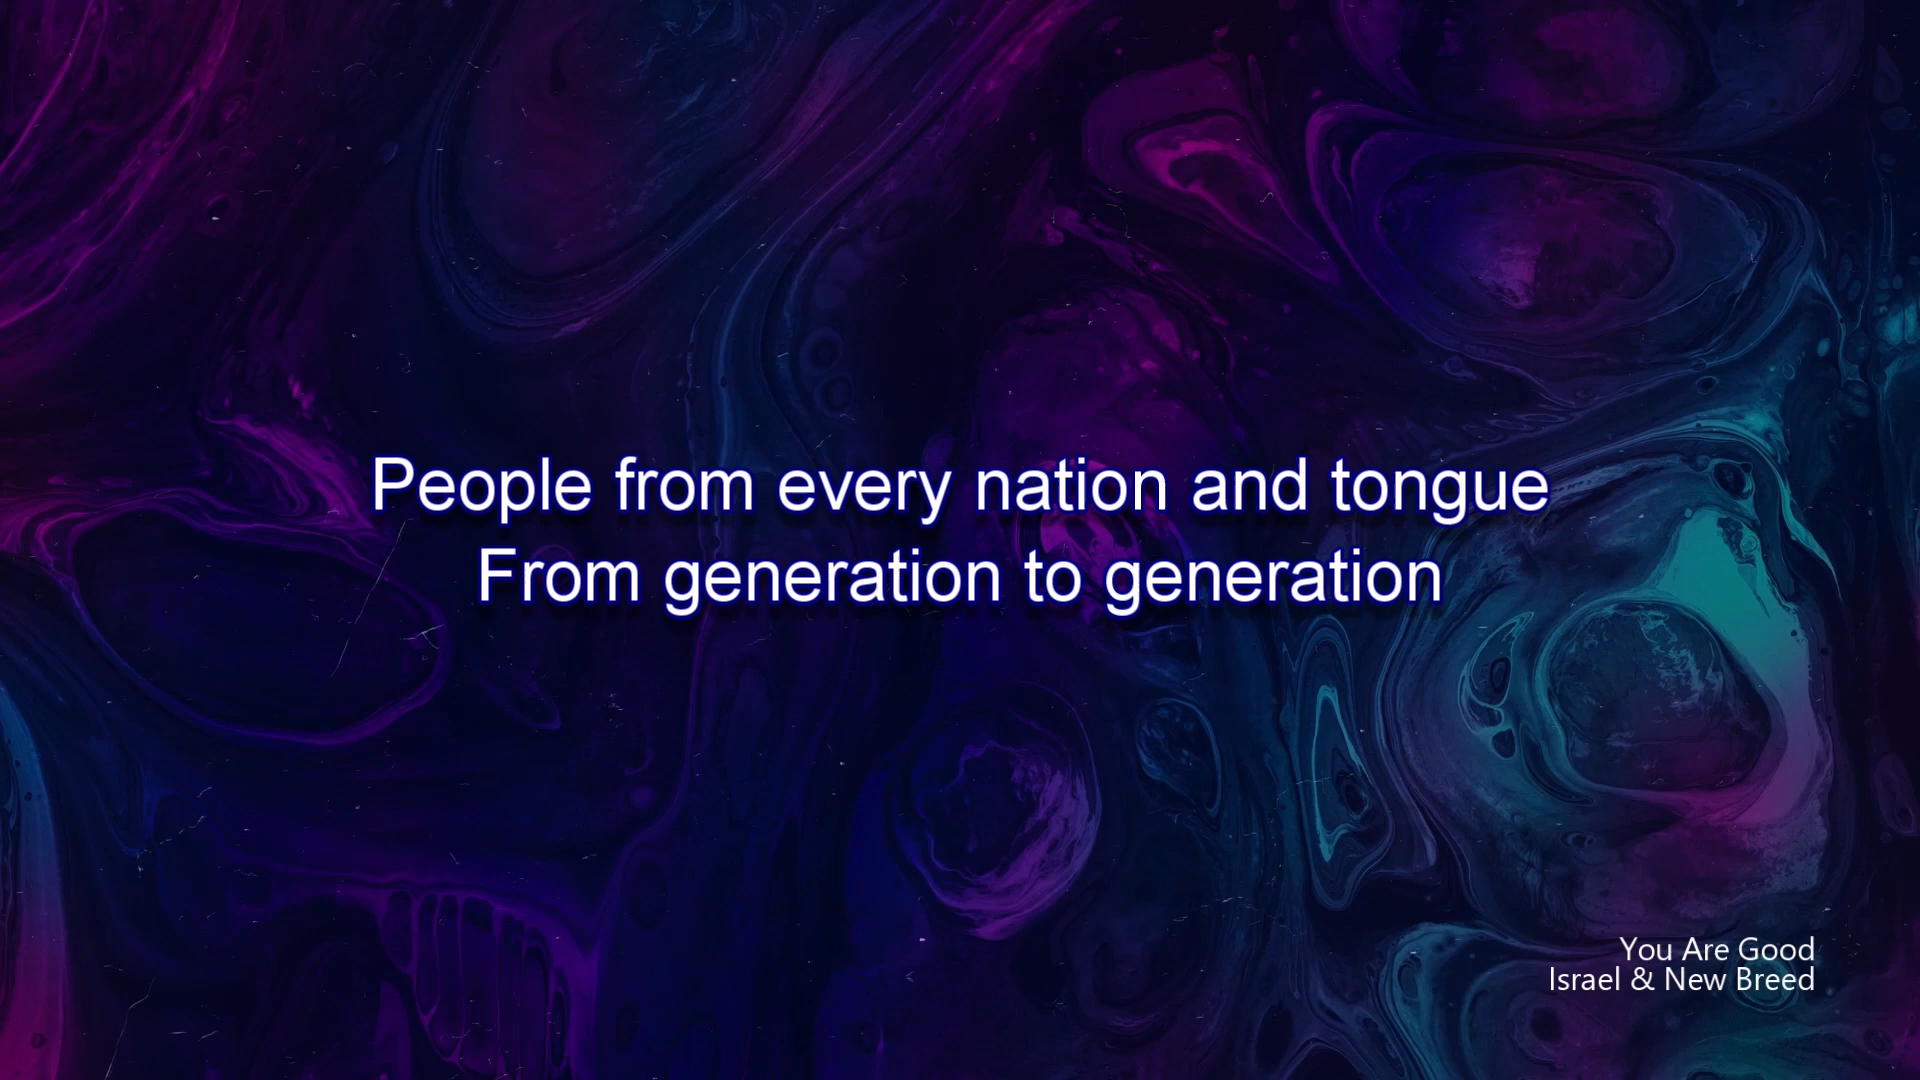 People from every nation and tongue
From generation to generation
You Are Good
Israel & New Breed